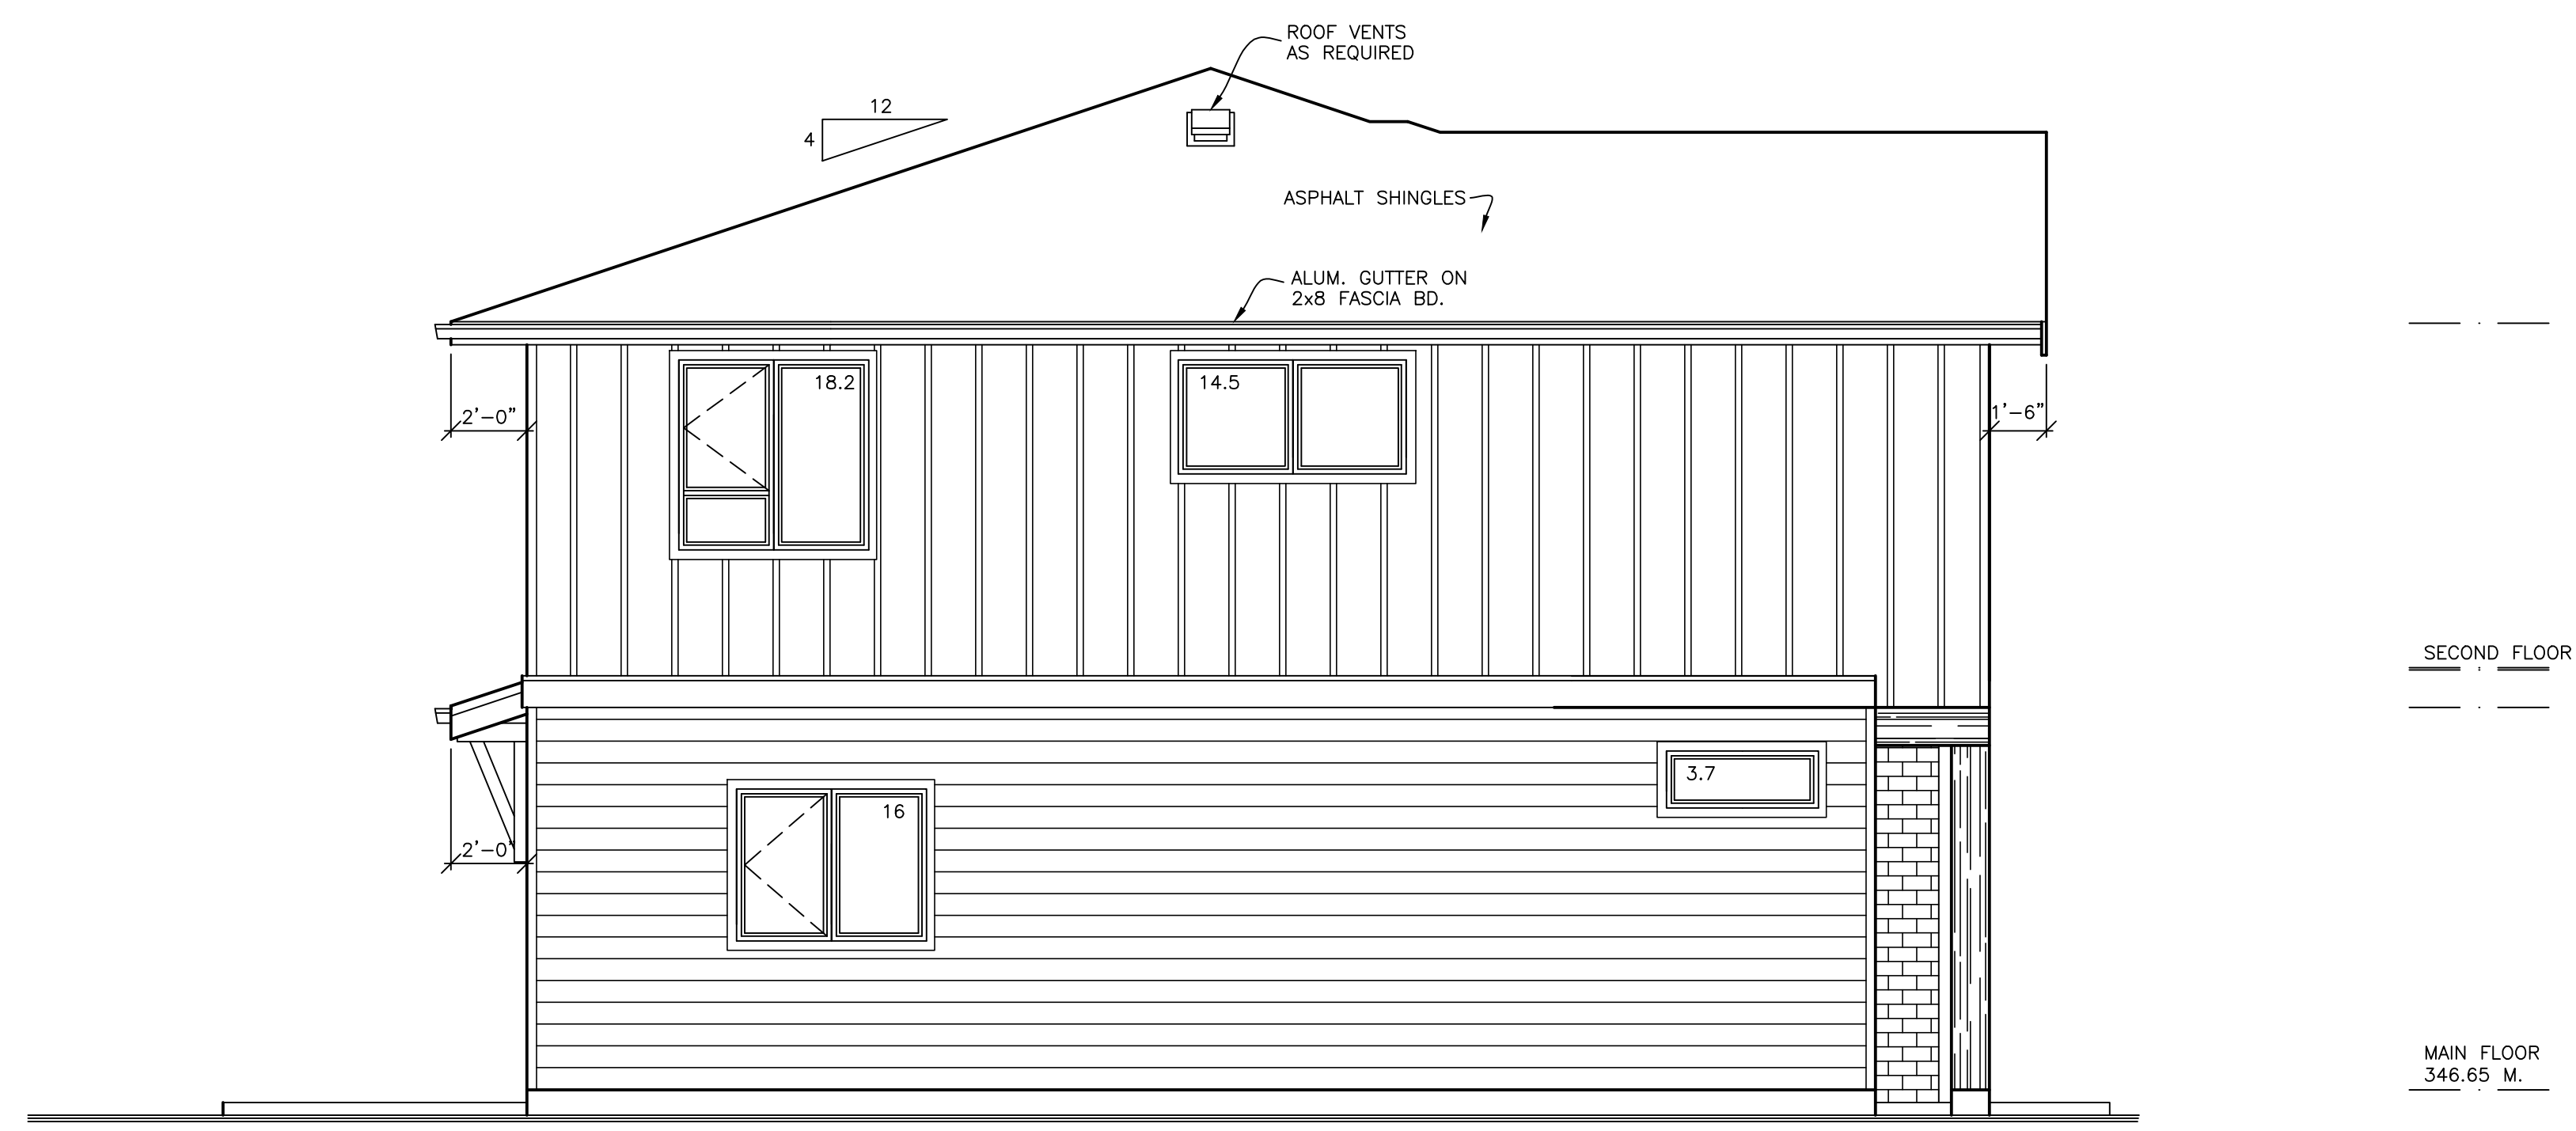 ROOF VENTS
AS REQUIRED
12
4
ASPHALT SHINGLES
ALUM. GUTTER ON
2x8 FASCIA BD.
18.2
14.5
2'-0"
1'-6"
SECOND FLOOR
3.7
16
2'-0"
MAIN FLOOR
346.65 M.